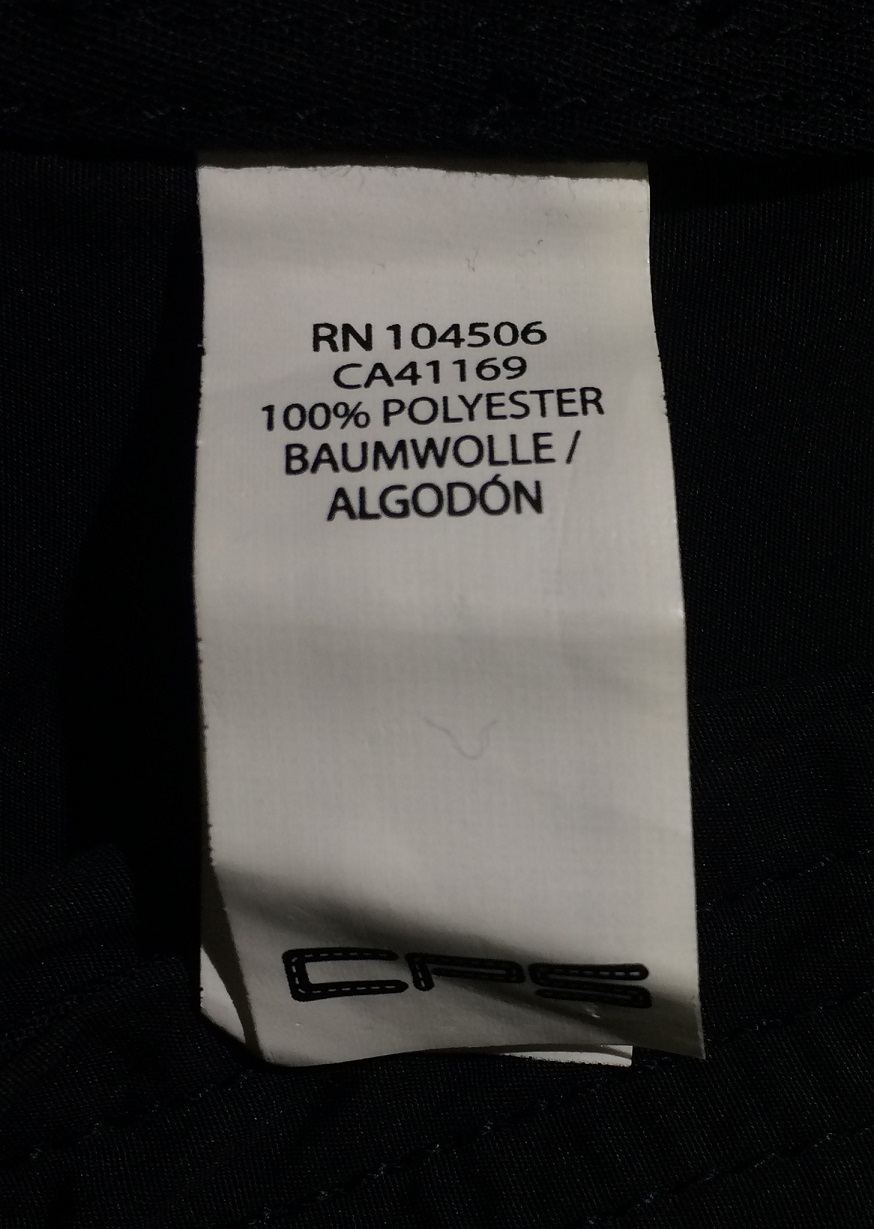 RN 104506
CA41169
100% POLYESTER
BAUMWOLLE /
ALGODÓN
CPS